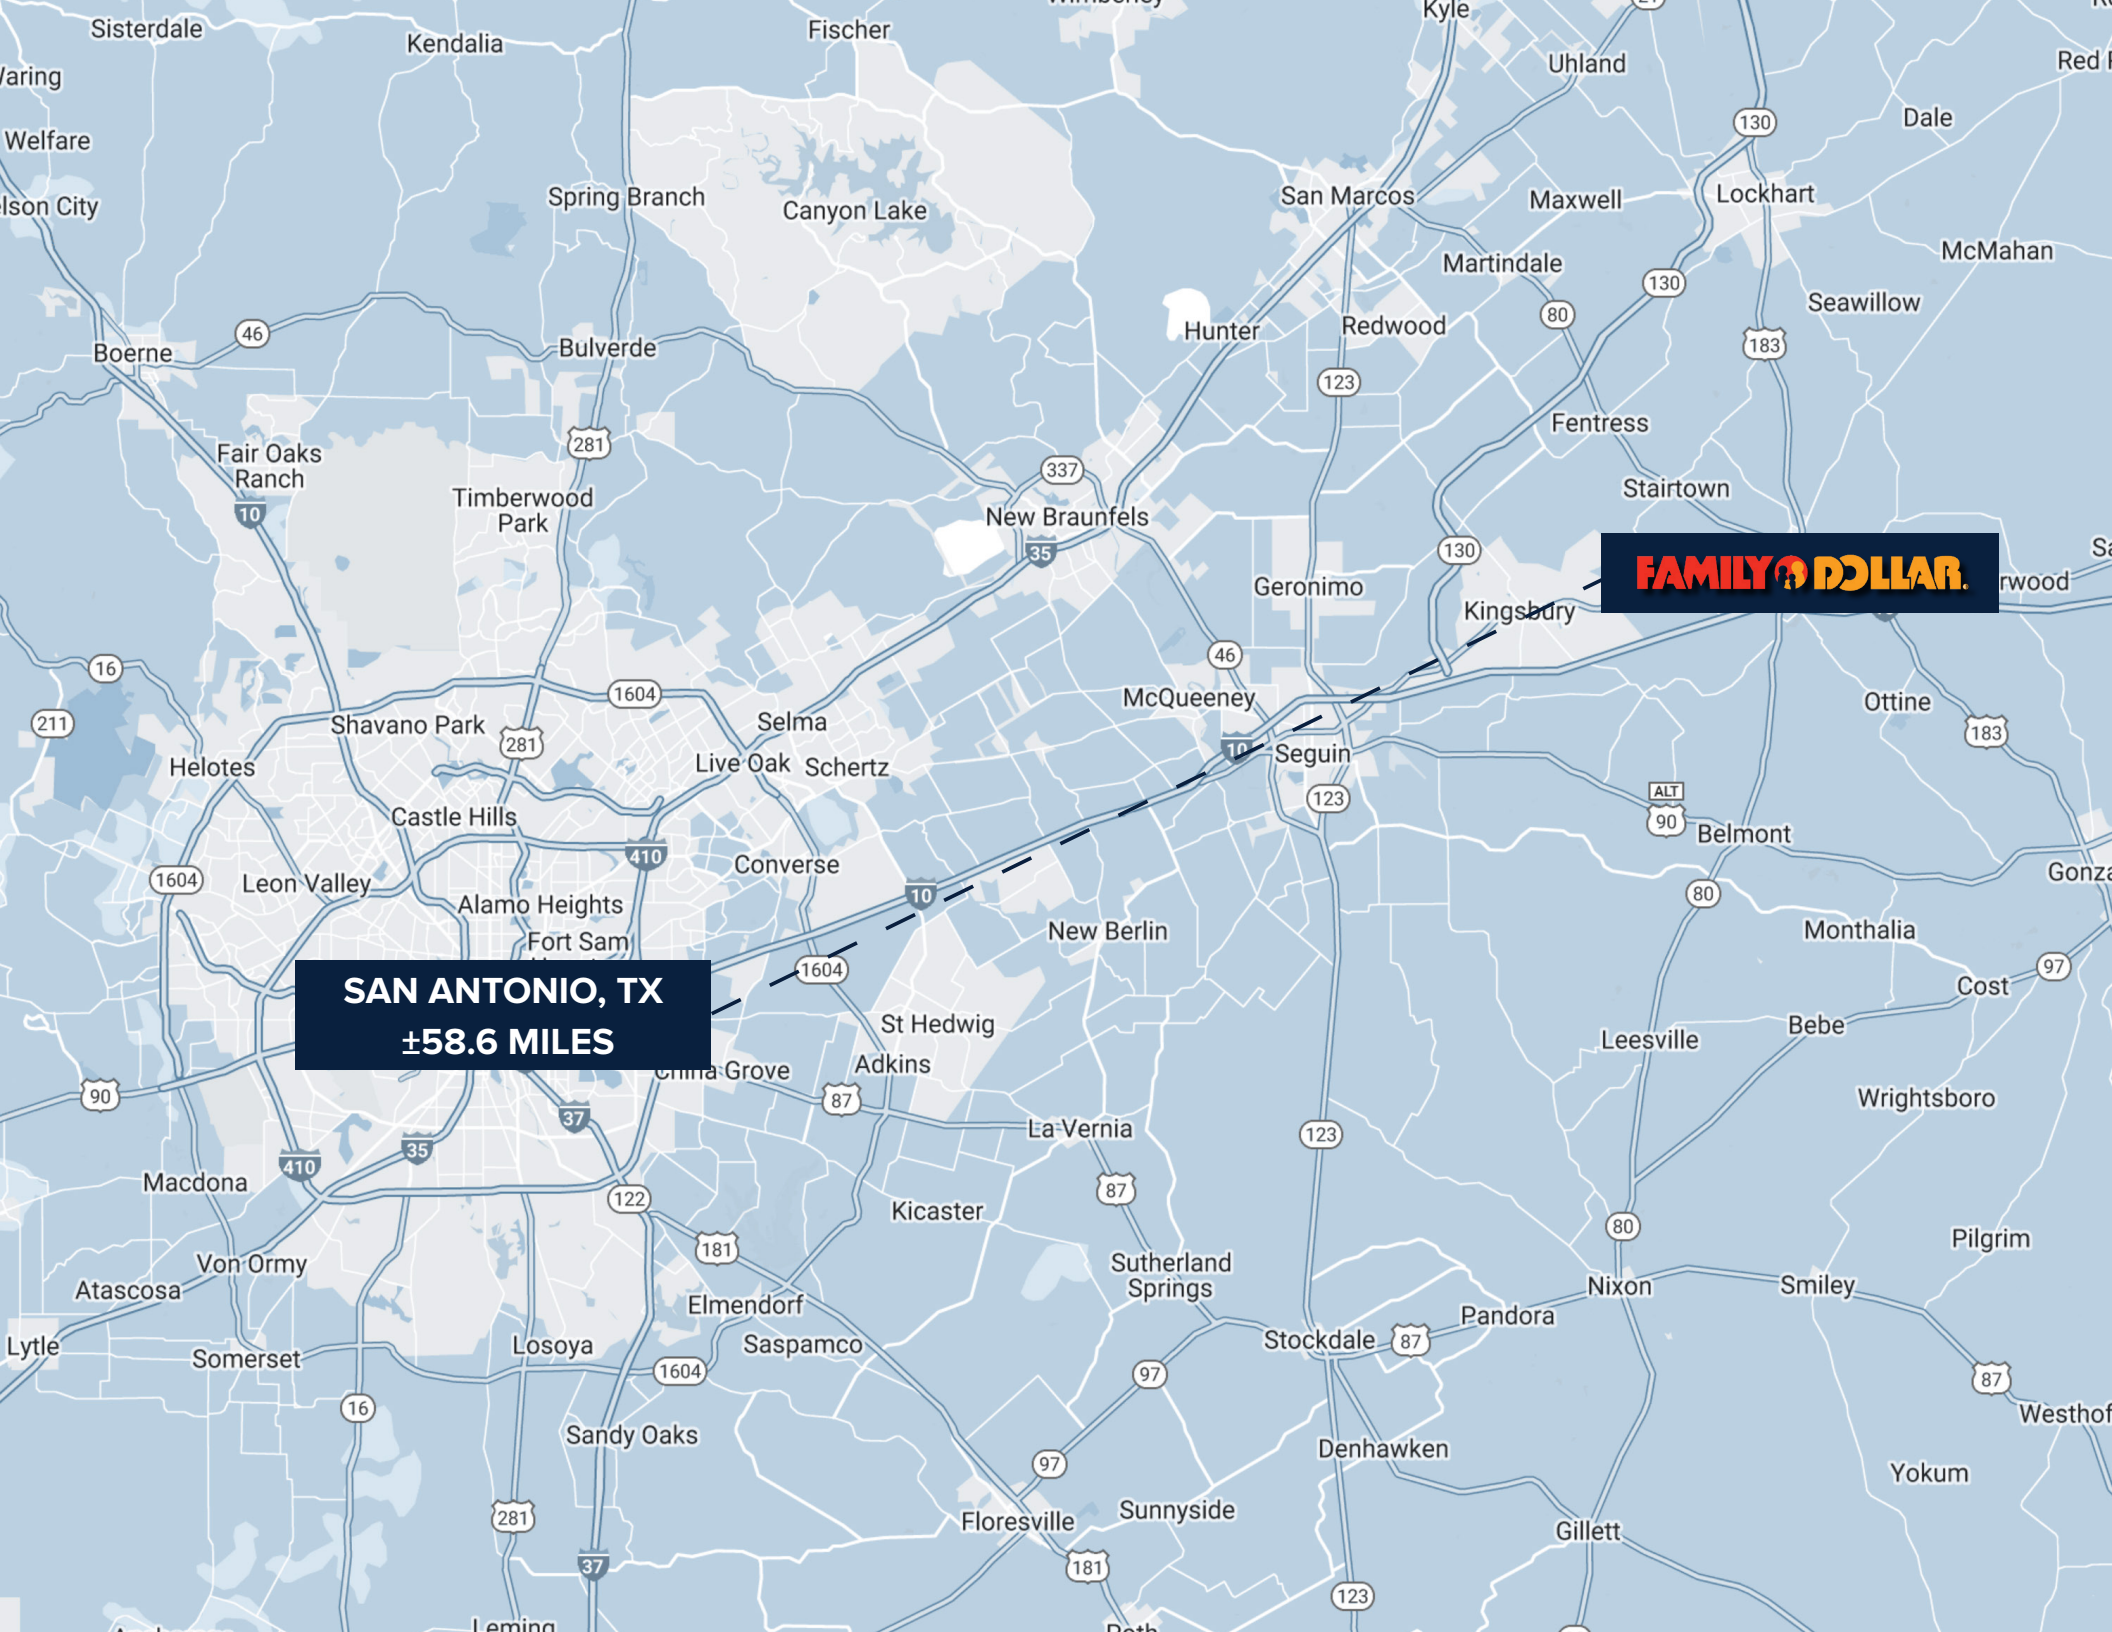 Sisterdale
Kendalia
Fischer
Kyle
21
Uhland
Red
Waring
Welfare
130
Dale
lson City
Spring Branch
Canyon Lake
San Marcos
Maxwell
Lockhart
McMahan
Martindale
130
Seawillow
80
Hunter
Redwood
183
46
Boerne
Bulverde
123
Fentress
281
Fair Oaks
Ranch
337
Stairtown
Timberwood
Park
10
New Braunfels
35
130
FAMILY DOLLAR.
rwood
Geronimo
Kingsbury
46
16
1604
McQueeney
Ottine
211
Shavano Park
Selma
183
281
10
Seguin
Helotes
Live Oak
Schertz
ALT
90
123
Castle Hills
Belmont
410
Converse
1604
Leon Valley
10
80
Gonza
Alamo Heights
Fort Sam
New Berlin
Monthalia
97
1604
Cost
SAN ANTONIO, TX
±58.6 MILES
St Hedwig
Bebe
Leesville
Adkins
China Grove
90
87
Wrightsboro
37
La Vernia
123
35
410
Macdona
87
122
Kicaster
80
Pilgrim
181
Von Ormy
Sutherland
Springs
Atascosa
Nixon
Smiley
Elmendorf
Pandora
Lytle
Losoya
Saspamco
Stockdale
87
Somerset
1604
97
87
16
Westhof
Sandy Oaks
Denhawken
97
Yokum
281
Floresville
Sunnyside
Gillett
37
181
123
Leming